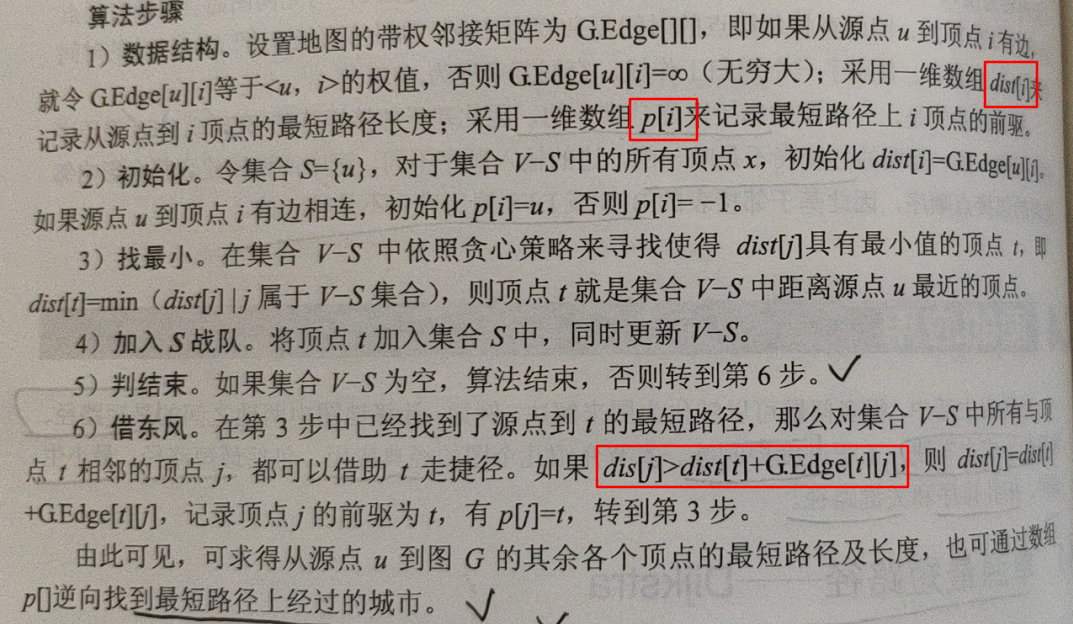 算法步骤
1）数据结构。设置地图的带权邻接矩阵为 G.Edge[][]，即如果从源点 u 到顶点 i 有边，
就令 G.Edge[u][i]等于<u，i>的权值，否则 G.Edge[u][i]=∞（无穷大）；采用一维数组 dist[i]来
记录从源点到 i 顶点的最短路径长度；采用一维数组 p[i]来记录最短路径上 i 顶点的前驱。
2）初始化。令集合 S={u}，对于集合 V−S 中的所有顶点 x，初始化 dist[i]=G.Edge[u][i]。
如果源点 u 到顶点 i 有边相连，初始化 p[i]=u，否则 p[i]= −1。
3）找最小。在集合 V−S 中依照贪心策略来寻找使得 dist[j]具有最小值的顶点 t，即
dist[t]=min（dist[j] | j 属于 V−S 集合），则顶点 t 就是集合 V−S 中距离源点 u 最近的顶点。
4）加入 S 战队。将顶点 t 加入集合 S 中，同时更新 V−S。
5）判结束。如果集合 V−S 为空，算法结束，否则转到第 6 步。
6）借东风。在第 3 步中已经找到了源点到 t 的最短路径，那么对集合 V−S 中所有与顶
点 t 相邻的顶点 j，都可以借助 t 走捷径。如果 dis[j]>dist[t]+G.Edge[t][j]，则 dist[j]=dist[t]
+G.Edge[t][j]，记录顶点 j 的前驱为 t，有 p[j]=t，转到第 3 步。
由此可见，可求得从源点 u 到图 G 的其余各个顶点的最短路径及长度，也可通过数组
p[]逆向找到最短路径上经过的城市。